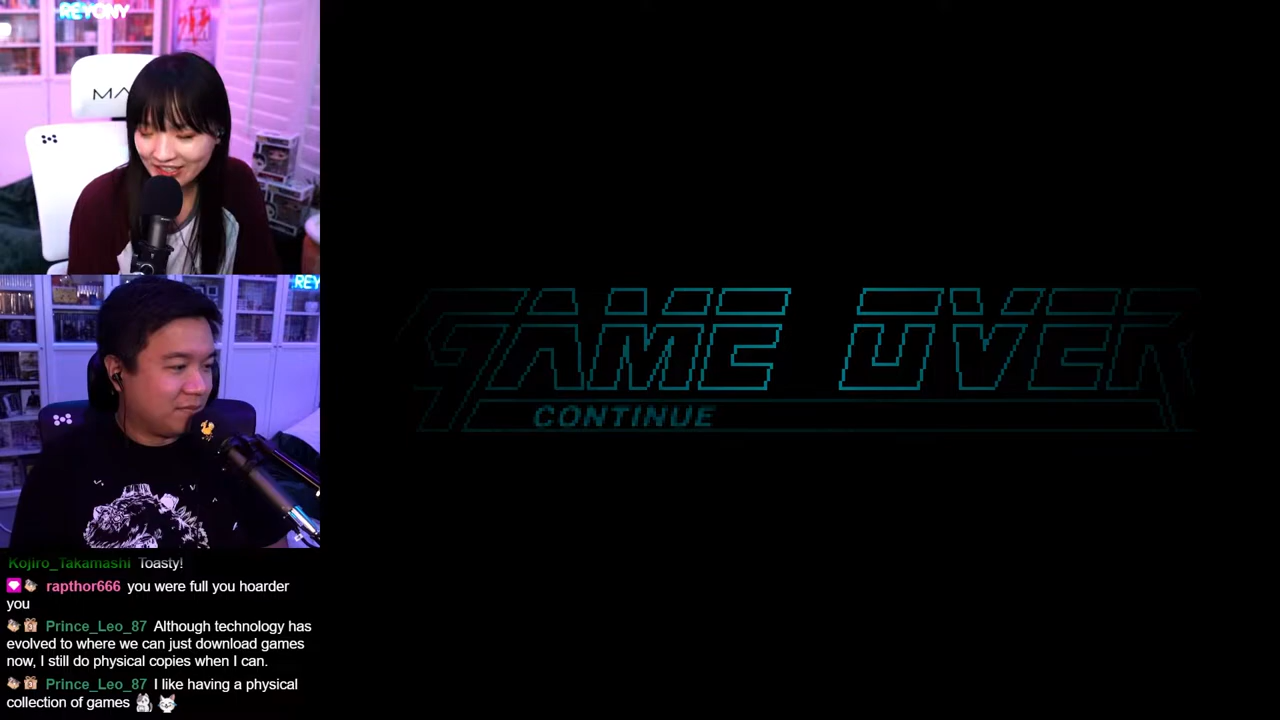 REYONY
MA
REY
GAME OVER
CONTINUE
Kojiro_Takamashi Toasty!
rapthor666 you were full you hoarder
you
Prince_Leo_87 Although technology has
evolved to where we can just download games
now, I still do physical copies when I can.
Prince_Leo_87 I like having a physical
collection of games